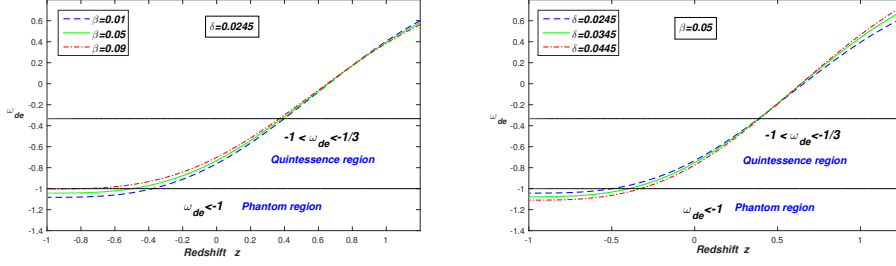 β=0.01
β=0.05
β=0.09
δ=0.0245
0.6
0.4
0.2
0
-0.2
-0.4
-0.6
-0.8
-1
-1.2
-1.4
ω_de
-1 < ω_de <-1/3
Quintessence region
ω_de <-1 Phantom region
-1 -0.8 -0.6 -0.4 -0.2 0 0.2 0.4 0.6 0.8 1
Redshift z
δ=0.0245
δ=0.0345
δ=0.0445
β=0.05
0.6
0.4
0.2
0
-0.2
-0.4
-0.6
-0.8
-1
-1.2
-1.4
ω_de
-1 < ω_de <-1/3
Quintessence region
ω_de <-1 Phantom region
-1 -0.5 0 0.5 1
Redshift z